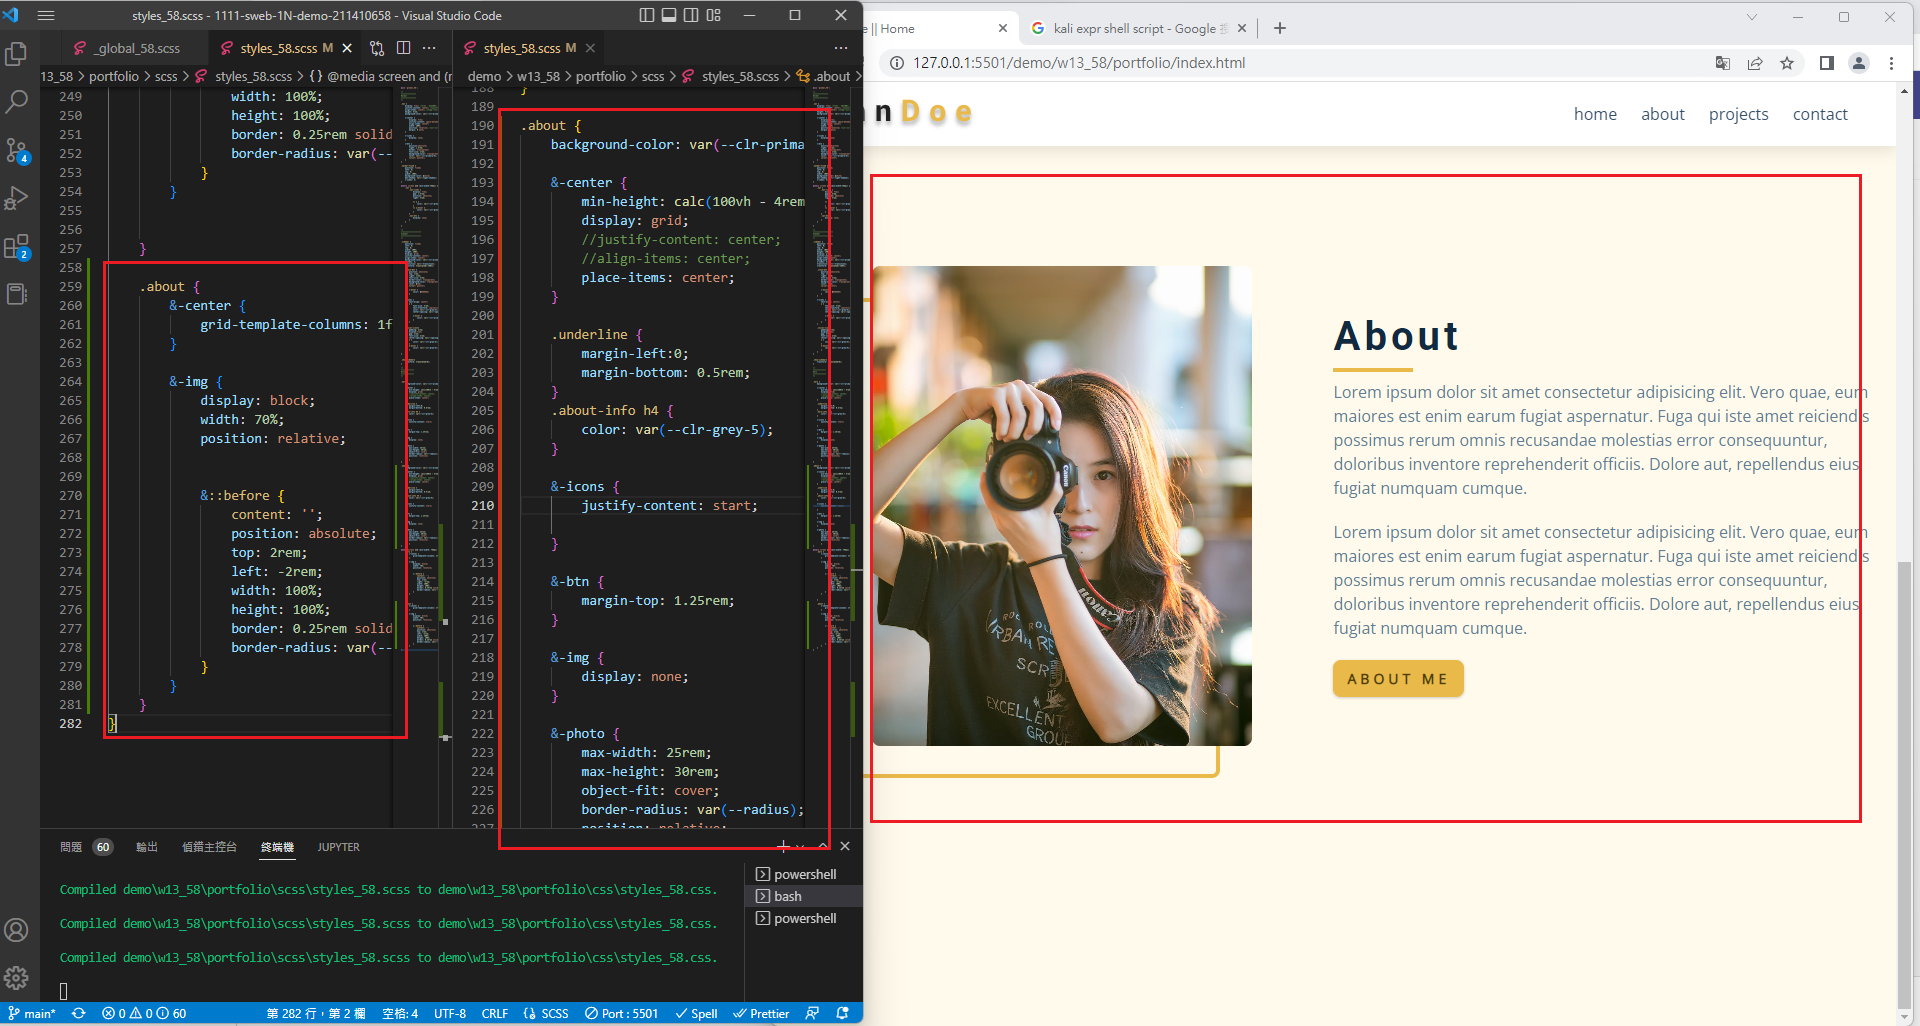 styles_58.scss - 1111-sweb-1N-demo-211410658 - Visual Studio Code
_global_58.scss
styles_58.scss M
13_58 > portfolio > scss > styles_58.scss > {} @media screen and (
249 width: 100%;
250 height: 100%;
251 border: 0.25rem solid
252 border-radius: var(--
253 }
254 }
255
256
257 }
258
259 .about {
260 &-center {
261 grid-template-columns: 1f
262 }
263
264 &-img {
265 display: block;
266 width: 70%;
267 position: relative;
268
269
270 &::before {
271 content: '';
272 position: absolute;
273 top: 2rem;
274 left: -2rem;
275 width: 100%;
276 height: 100%;
277 border: 0.25rem solid
278 border-radius: var(--
279 }
280 }
281 }
282 }
styles_58.scss M
demo > w13_58 > portfolio > scss > styles_58.scss > .about >
188 }
189
190 .about {
191 background-color: var(--clr-prima
192
193 &-center {
194 min-height: calc(100vh - 4rem
195 display: grid;
196 //justify-content: center;
197 //align-items: center;
198 place-items: center;
199 }
200
201 .underline {
202 margin-left:0;
203 margin-bottom: 0.5rem;
204 }
205 .about-info h4 {
206 color: var(--clr-grey-5);
207 }
208
209 &-icons {
210 justify-content: start;
211
212 }
213
214 &-btn {
215 margin-top: 1.25rem;
216 }
217
218 &-img {
219 display: none;
220 }
221
222 &-photo {
223 max-width: 25rem;
224 max-height: 30rem;
225 object-fit: cover;
226 border-radius: var(--radius);
227 position: relative;
問題 60 輸出 偵錯主控台 終端機 JUPYTER
Compiled demo\w13_58\portfolio\scss\styles_58.scss to demo\w13_58\portfolio\css\styles_58.css.
Compiled demo\w13_58\portfolio\scss\styles_58.scss to demo\w13_58\portfolio\css\styles_58.css.
Compiled demo\w13_58\portfolio\scss\styles_58.scss to demo\w13_58\portfolio\css\styles_58.css.
powershell
bash
powershell
4
2
main* 0 0 60 第 282 行，第 2 欄 空格: 4 UTF-8 CRLF {} SCSS Port : 5501 Spell Prettier
e || Home
kali expr shell script - Google
127.0.0.1:5501/demo/w13_58/portfolio/index.html
an Doe
home about projects contact
About
Lorem ipsum dolor sit amet consectetur adipisicing elit. Vero quae, eum
maiores est enim earum fugiat aspernatur. Fuga qui iste amet reiciendis
possimus rerum omnis recusandae molestias error consequuntur,
doloribus inventore reprehenderit officiis. Dolore aut, repellendus eius
fugiat numquam cumque.
Lorem ipsum dolor sit amet consectetur adipisicing elit. Vero quae, eum
maiores est enim earum fugiat aspernatur. Fuga qui iste amet reiciendis
possimus rerum omnis recusandae molestias error consequuntur,
doloribus inventore reprehenderit officiis. Dolore aut, repellendus eius
fugiat numquam cumque.
ABOUT ME
Canon
URBAN RE
SCR
EXCELLENT
GROU